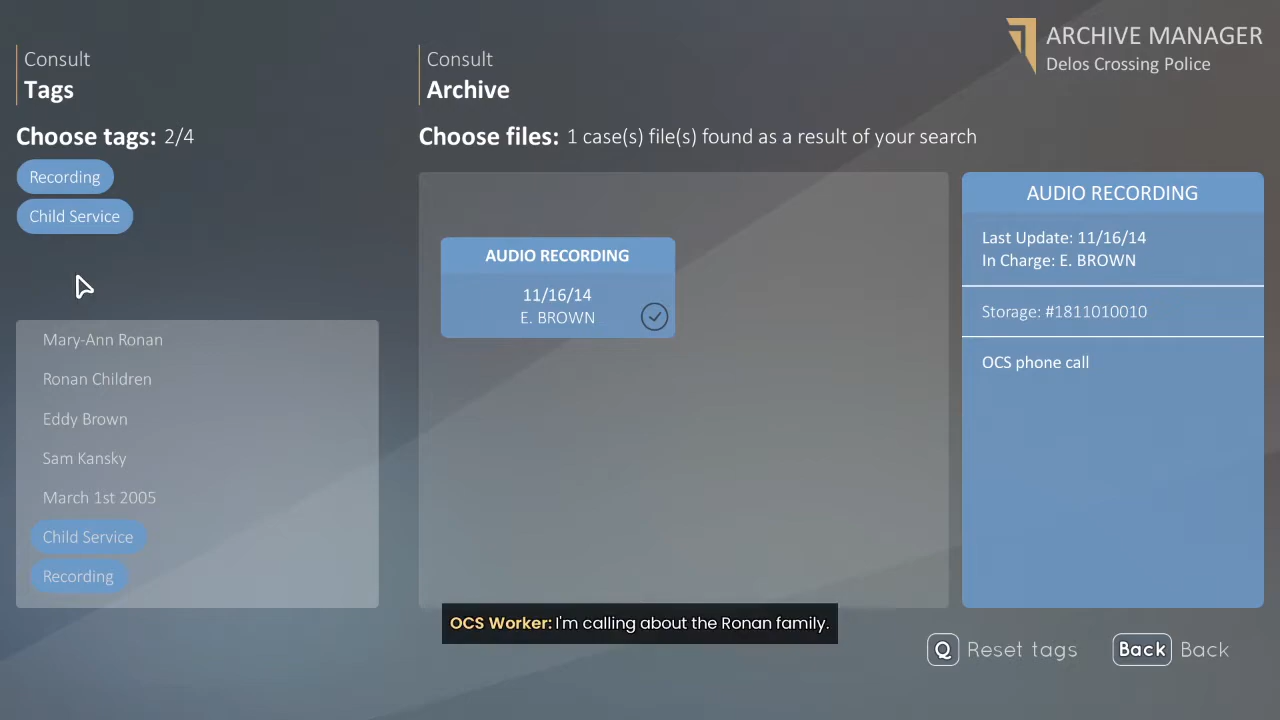 ARCHIVE MANAGER
Delos Crossing Police
Consult
Tags
Choose tags: 2/4
Recording
Child Service
Mary-Ann Ronan
Ronan Children
Eddy Brown
Sam Kansky
March 1st 2005
Child Service
Recording
Consult
Archive
Choose files: 1 case(s) file(s) found as a result of your search
AUDIO RECORDING
11/16/14
E. BROWN
AUDIO RECORDING
Last Update: 11/16/14
In Charge: E. BROWN
Storage: #1811010010
OCS phone call
OCS Worker: I'm calling about the Ronan family.
Q Reset tags
Back Back